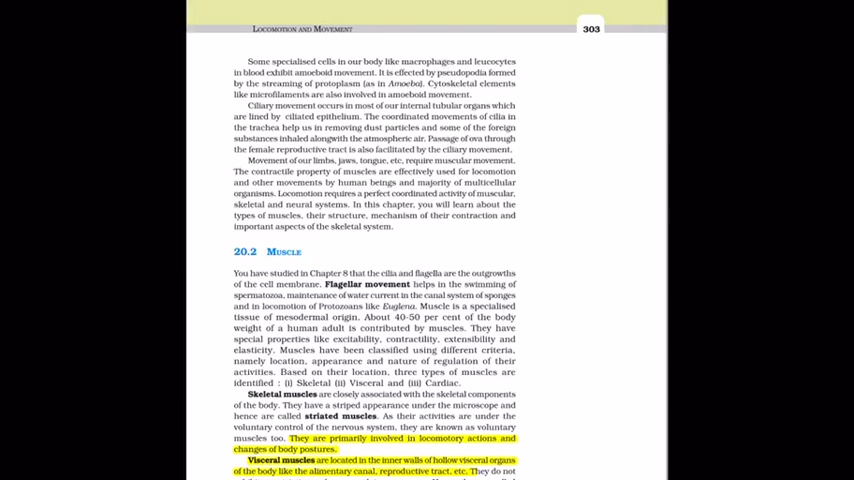 LOCOMOTION AND MOVEMENT
303
Some specialised cells in our body like macrophages and leucocytes
in blood exhibit amoeboid movement. It is effected by pseudopodia formed
by the streaming of protoplasm (as in Amoeba). Cytoskeletal elements
like microfilaments are also involved in amoeboid movement.
Ciliary movement occurs in most of our internal tubular organs which
are lined by ciliated epithelium. The coordinated movements of cilia in
the trachea help us in removing dust particles and some of the foreign
substances inhaled alongwith the atmospheric air. Passage of ova through
the female reproductive tract is also facilitated by the ciliary movement.
Movement of our limbs, jaws, tongue, etc, require muscular movement.
The contractile property of muscles are effectively used for locomotion
and other movements by human beings and majority of multicellular
organisms. Locomotion requires a perfect coordinated activity of muscular,
skeletal and neural systems. In this chapter, you will learn about the
types of muscles, their structure, mechanism of their contraction and
important aspects of the skeletal system.
20.2 MUSCLE
You have studied in Chapter 8 that the cilia and flagella are the outgrowths
of the cell membrane. Flagellar movement helps in the swimming of
spermatozoa, maintenance of water current in the canal system of sponges
and in locomotion of Protozoans like Euglena. Muscle is a specialised
tissue of mesodermal origin. About 40-50 per cent of the body
weight of a human adult is contributed by muscles. They have
special properties like excitability, contractility, extensibility and
elasticity. Muscles have been classified using different criteria,
namely location, appearance and nature of regulation of their
activities. Based on their location, three types of muscles are
identified : (i) Skeletal (ii) Visceral and (iii) Cardiac.
Skeletal muscles are closely associated with the skeletal components
of the body. They have a striped appearance under the microscope and
hence are called striated muscles. As their activities are under the
voluntary control of the nervous system, they are known as voluntary
muscles too. They are primarily involved in locomotory actions and
changes of body postures.
Visceral muscles are located in the inner walls of hollow visceral organs
of the body like the alimentary canal, reproductive tract, etc. They do not